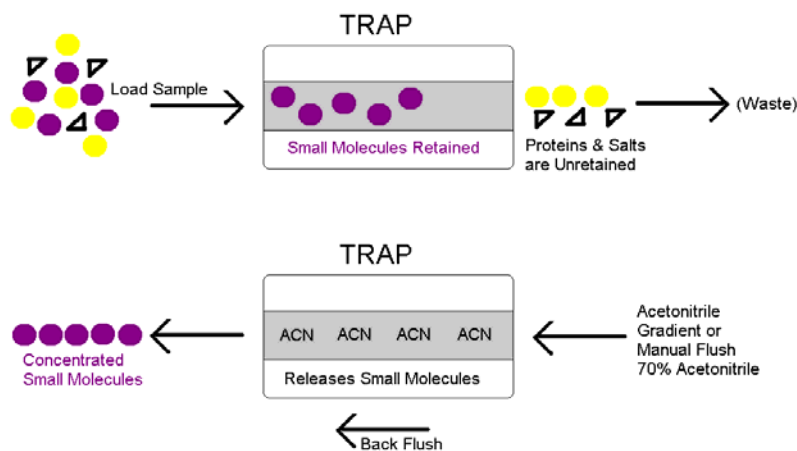 TRAP
Load Sample
(Waste)
Small Molecules Retained
Proteins & Salts
are Unretained
TRAP
Acetonitrile
Gradient or
Manual Flush
70% Acetonitrile
ACN ACN ACN ACN
Concentrated
Small Molecules
Releases Small Molecules
Back Flush